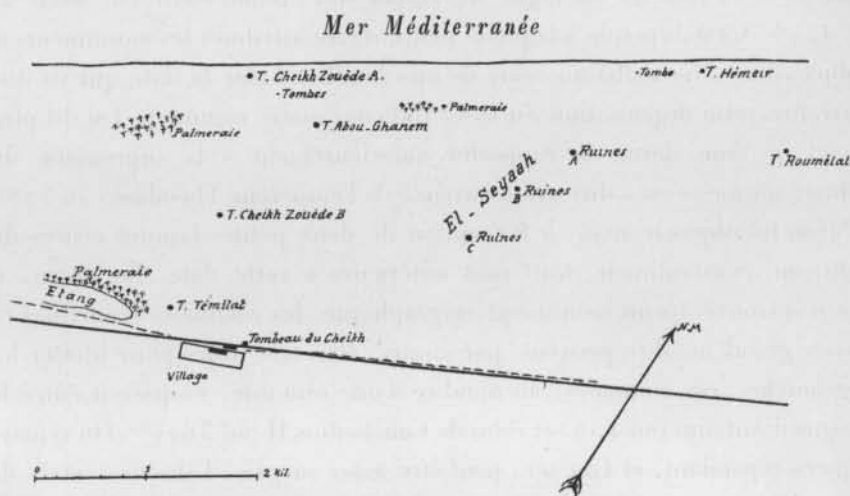 Mer Méditerranée
T. Cheikh Zouède A.
-Tombes
-Tombe
T. Hémeir
Palmeraie
-Palmeraie
T. Abou. Ghanem
Ruines
A
T. Roumêlat
Ruines
B
El-Seyaah
T. Cheikh Zouède B
Ruines
C
Palmeraie
Etang
T. Témilat
Tombeau du Cheikh
Village
N.M.
0 1 2 Kil